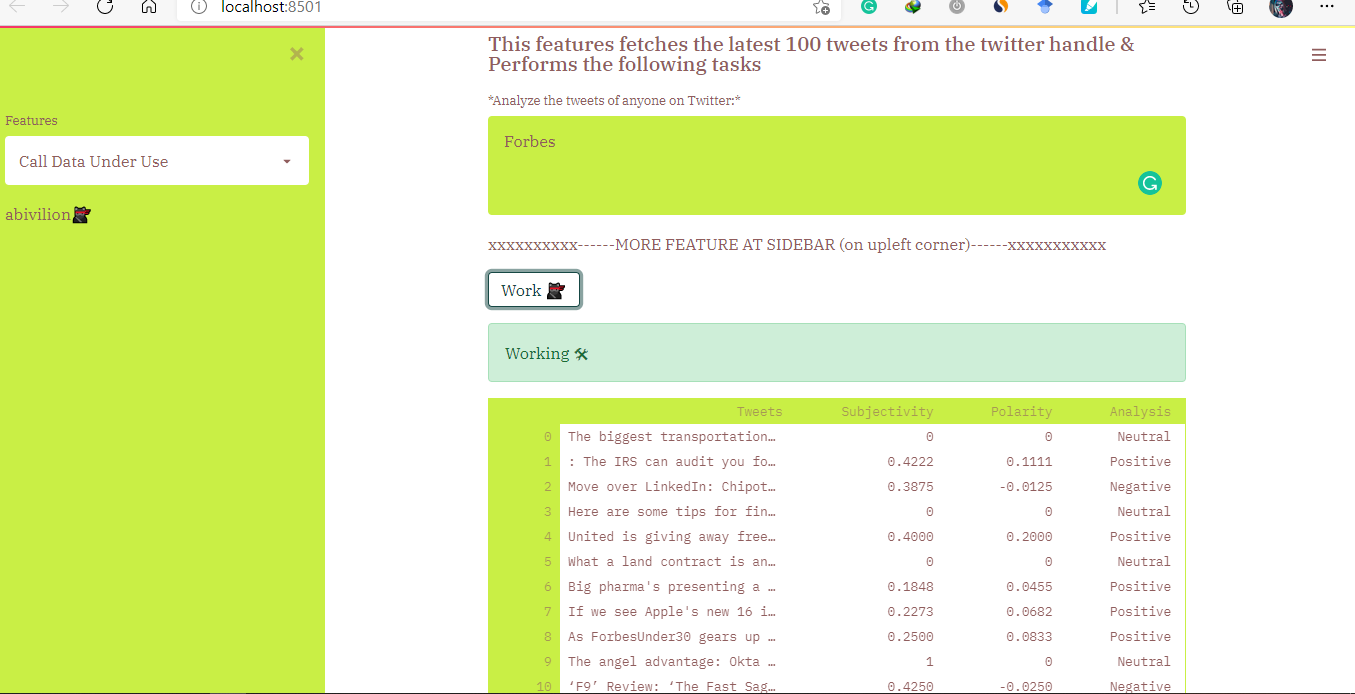 localhost:8501
This features fetches the latest 100 tweets from the twitter handle &
Performs the following tasks
*Analyze the tweets of anyone on Twitter:*
Features
Forbes
Call Data Under Use
abivilion
xxxxxxxxxx------MORE FEATURE AT SIDEBAR (on upleft corner)------xxxxxxxxxxx
Work
Working
Tweets Subjectivity Polarity Analysis
0 The biggest transportation… 0 0 Neutral
1 : The IRS can audit you fo… 0.4222 0.1111 Positive
2 Move over LinkedIn: Chipot… 0.3875 -0.0125 Negative
3 Here are some tips for fin… 0 0 Neutral
4 United is giving away free… 0.4000 0.2000 Positive
5 What a land contract is an… 0 0 Neutral
6 Big pharma's presenting a … 0.1848 0.0455 Positive
7 If we see Apple's new 16 i… 0.2273 0.0682 Positive
8 As ForbesUnder30 gears up … 0.2500 0.0833 Positive
9 The angel advantage: Okta … 1 0 Neutral
10 ‘F9’ Review: ‘The Fast Sag… 0.4250 -0.0250 Negative